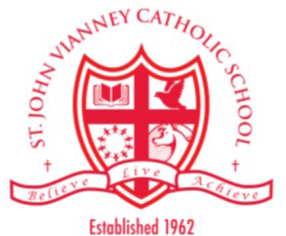 ST. JOHN VIANNEY CATHOLIC SCHOOL
Believe Live Achieve
Established 1962